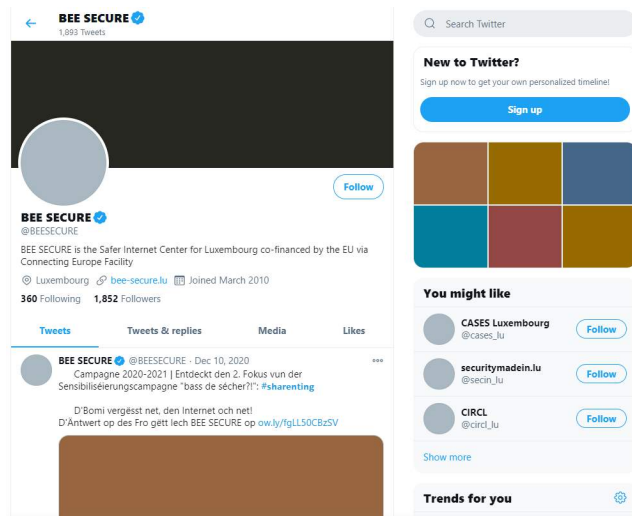 BEE SECURE
1,893 Tweets
Follow
BEE SECURE
@BEESECURE
BEE SECURE is the Safer Internet Center for Luxembourg co-financed by the EU via
Connecting Europe Facility
Luxembourg bee-secure.lu Joined March 2010
360 Following 1,852 Followers
Tweets Tweets & replies Media Likes
BEE SECURE @BEESECURE · Dec 10, 2020
Campagne 2020-2021 | Entdeckt den 2. Fokus vun der
Sensibiliséierungscampagne "bass de sécher?!": #sharenting
D'Bomi vergësst net, den Internet och net!
D'Äntwert op des Fro gëtt Iech BEE SECURE op ow.ly/fgLL50CBzSV
Search Twitter
New to Twitter?
Sign up now to get your own personalized timeline!
Sign up
You might like
CASES Luxembourg
@cases_lu
Follow
securitymadein.lu
@secin_lu
Follow
CIRCL
@circl_lu
Follow
Show more
Trends for you